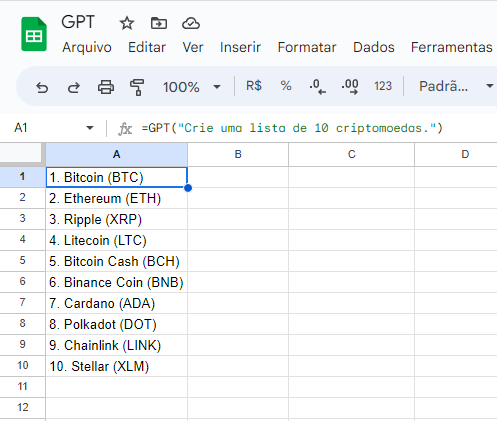 GPT
Arquivo Editar Ver Inserir Formatar Dados Ferramentas
100% R$ % .0 .00 123 Padrã...
A1 fx =GPT("Crie uma lista de 10 criptomoedas.")
A B C D
1 1. Bitcoin (BTC)
2 2. Ethereum (ETH)
3 3. Ripple (XRP)
4 4. Litecoin (LTC)
5 5. Bitcoin Cash (BCH)
6 6. Binance Coin (BNB)
7 7. Cardano (ADA)
8 8. Polkadot (DOT)
9 9. Chainlink (LINK)
10 10. Stellar (XLM)
11
12